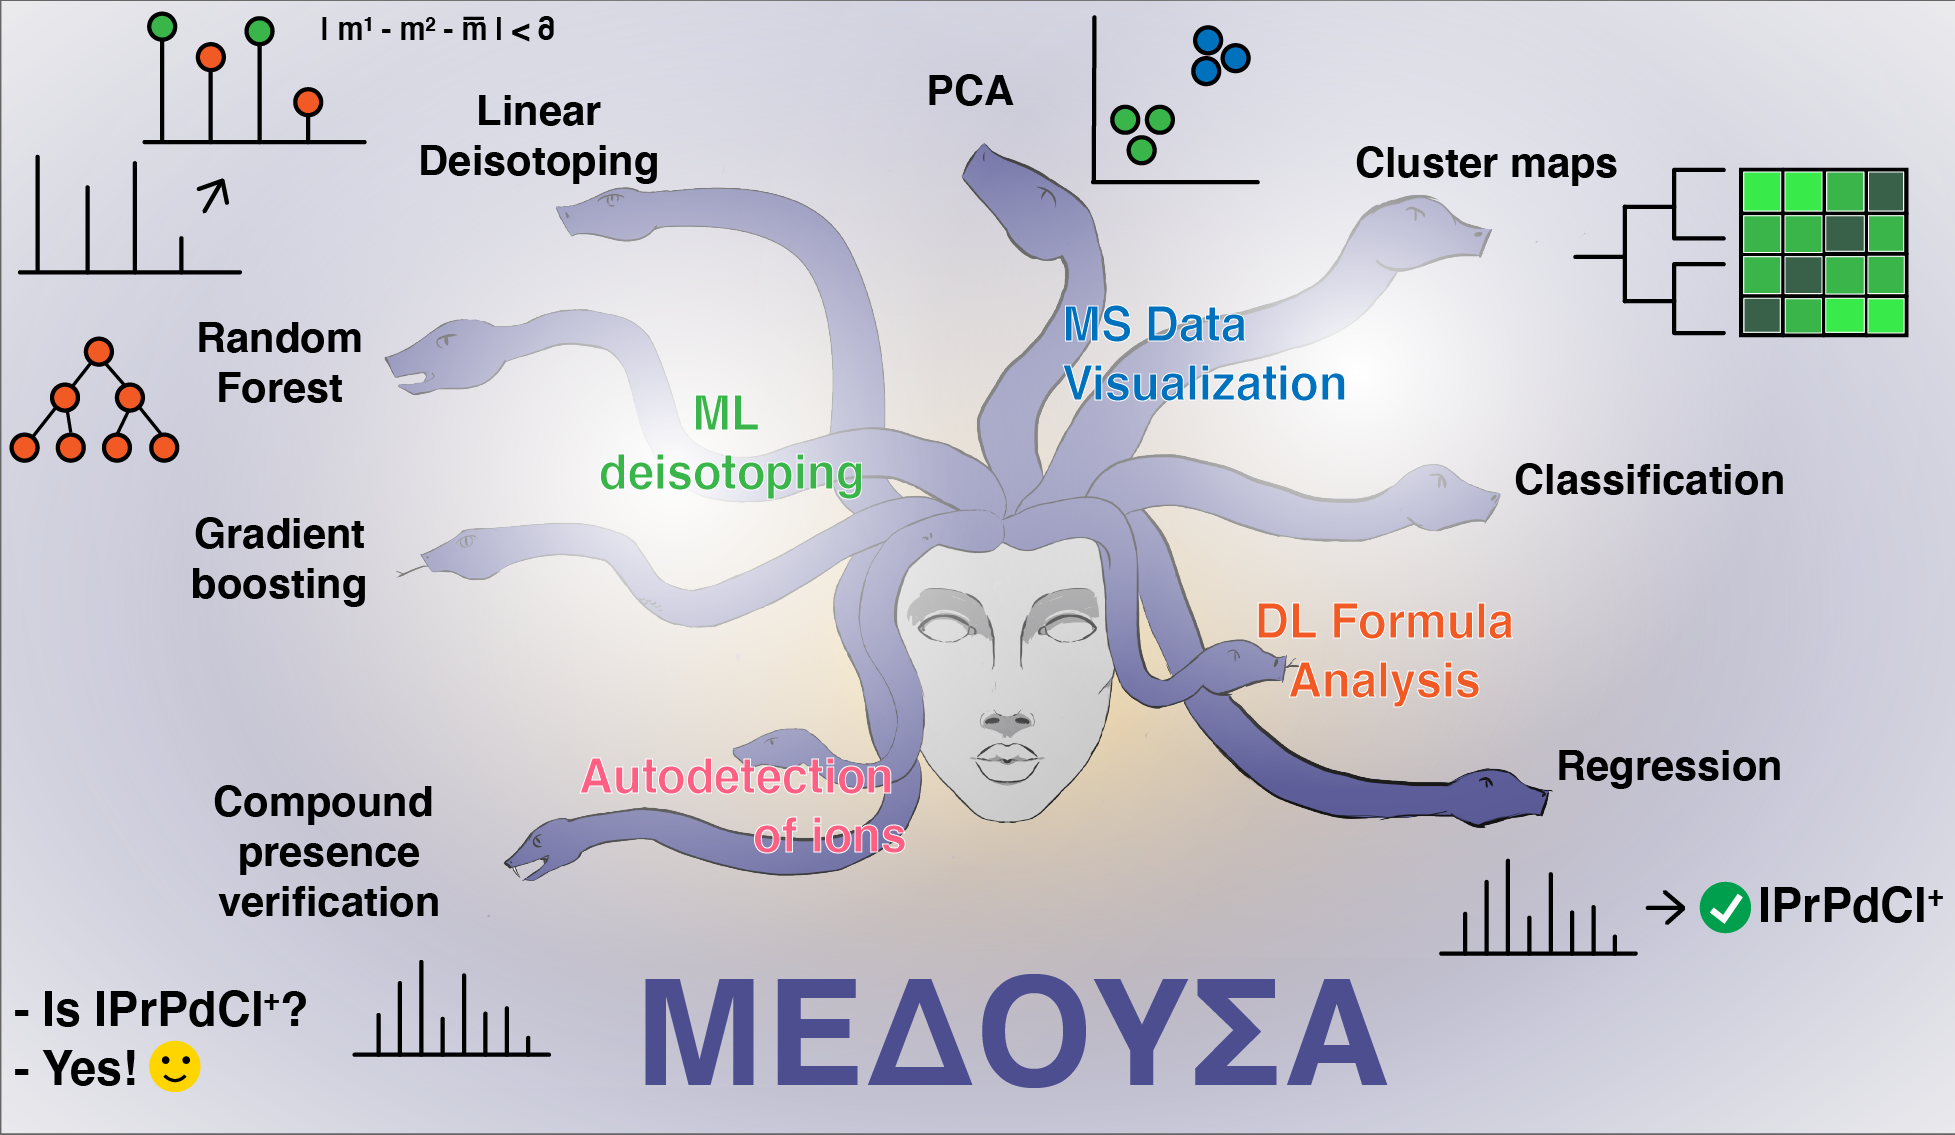 | m¹ - m² - m̅ | < ∂
Linear
Deisotoping
PCA
Cluster maps
Random
Forest
MS Data
Visualization
ML
deisotoping
Classification
Gradient
boosting
DL Formula
Analysis
Autodetection
of ions
Regression
Compound
presence
verification
IPrPdCl⁺
- Is IPrPdCl⁺?
- Yes! 🙂
ΜΕΔΟΥΣΑ